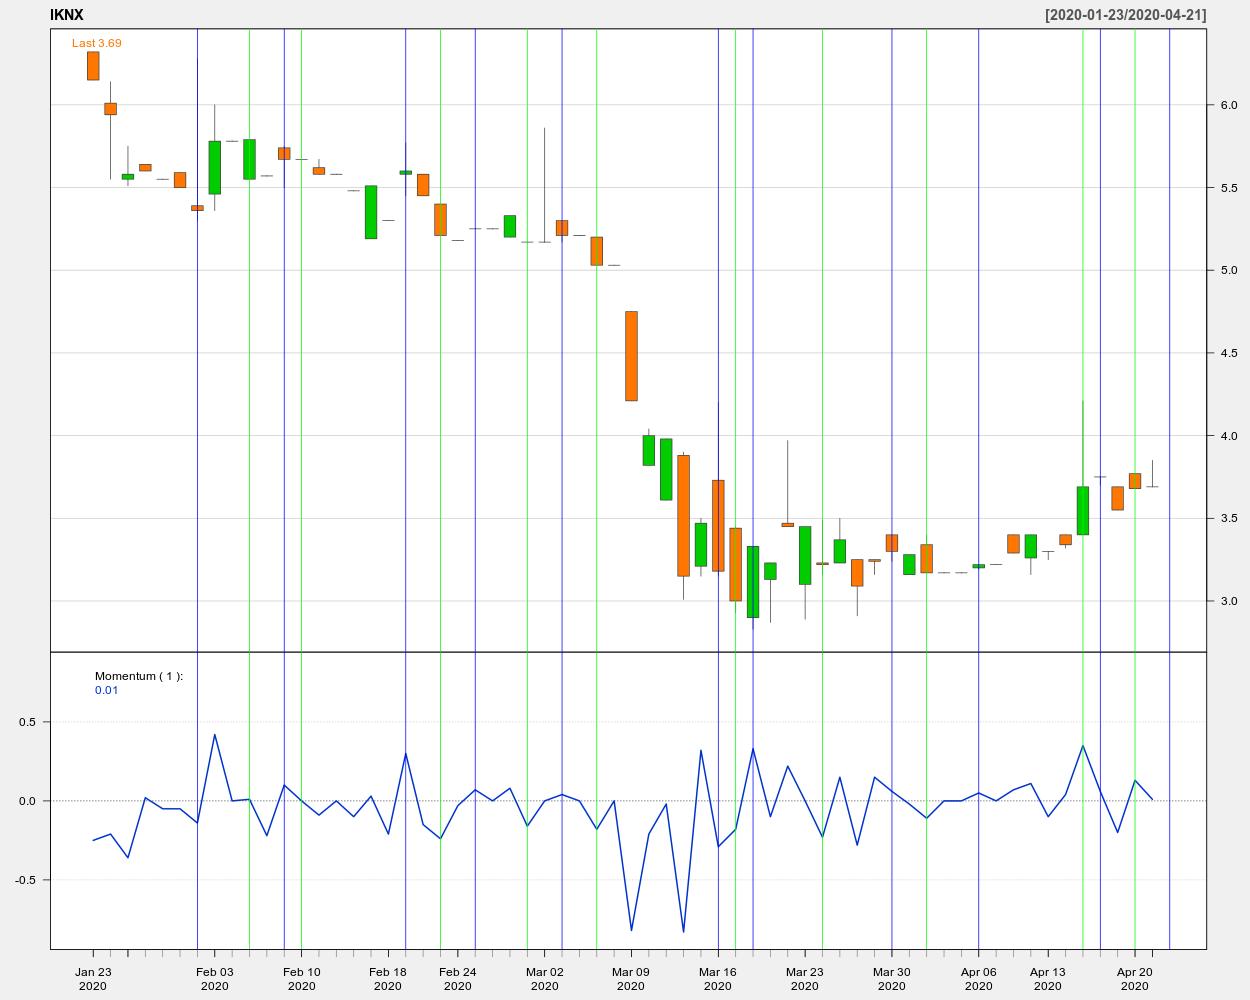 IKNX
[2020-01-23/2020-04-21]
Last 3.69
6.0
5.5
5.0
4.5
4.0
3.5
3.0
Momentum ( 1 ):
0.01
0.5
0.0
-0.5
Jan 23 Feb 03 Feb 10 Feb 18 Feb 24 Mar 02 Mar 09 Mar 16 Mar 23 Mar 30 Apr 06 Apr 13 Apr 20
2020 2020 2020 2020 2020 2020 2020 2020 2020 2020 2020 2020 2020